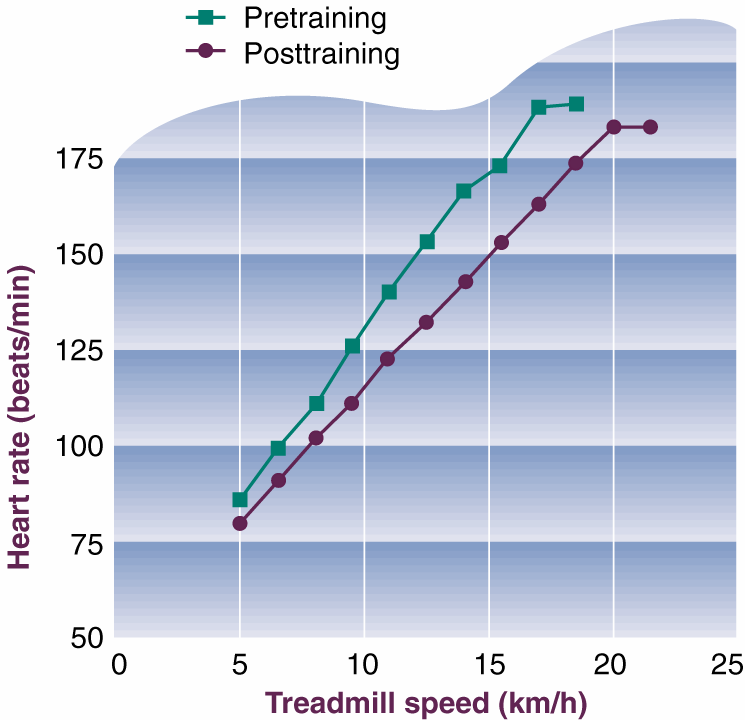 Pretraining
Posttraining
175
150
125
100
75
50
0 5 10 15 20 25
Heart rate (beats/min)
Treadmill speed (km/h)